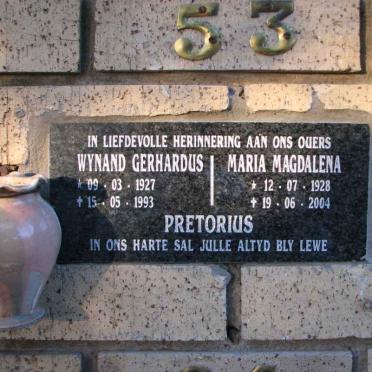 53
IN LIEFDEVOLLE HERINNERING AAN ONS OUERS
WYNAND GERHARDUS
* 09 · 03 · 1927
✝ 15 · 05 · 1993
MARIA MAGDALENA
* 12 · 07 · 1928
✝ 19 · 06 · 2004
PRETORIUS
IN ONS HARTE SAL JULLE ALTYD BLY LEWE